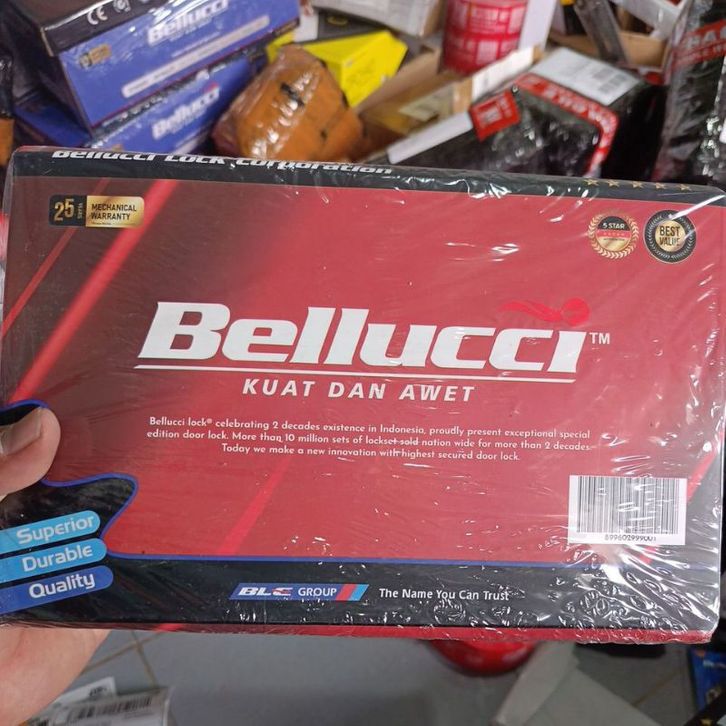 Bellucci
Bellucci
Bellucci Lock Corporation
25 YEARS
MECHANICAL
WARRANTY
5 STAR
BEST
VALUE
Bellucci™
KUAT DAN AWET
Bellucci lock® celebrating 2 decades existence in Indonesia, proudly present exceptional special
edition door lock. More than 10 million sets of lockset sold nation wide for more than 2 decades
Today we make a new innovation with highest secured door lock.
899602999001
Superior
Durable
Quality
BLC GROUP
The Name You Can Trust